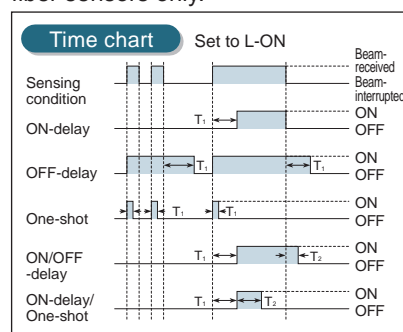 fiber sensors only.
Time chart Set to L-ON
Sensing condition
Beam-received
Beam-interrupted
ON-delay T1 ON OFF
OFF-delay T1 T1 ON OFF
One-shot T1 T1 ON OFF
ON/OFF -delay T1 T2 ON OFF
ON-delay/ One-shot T1 T2 ON OFF